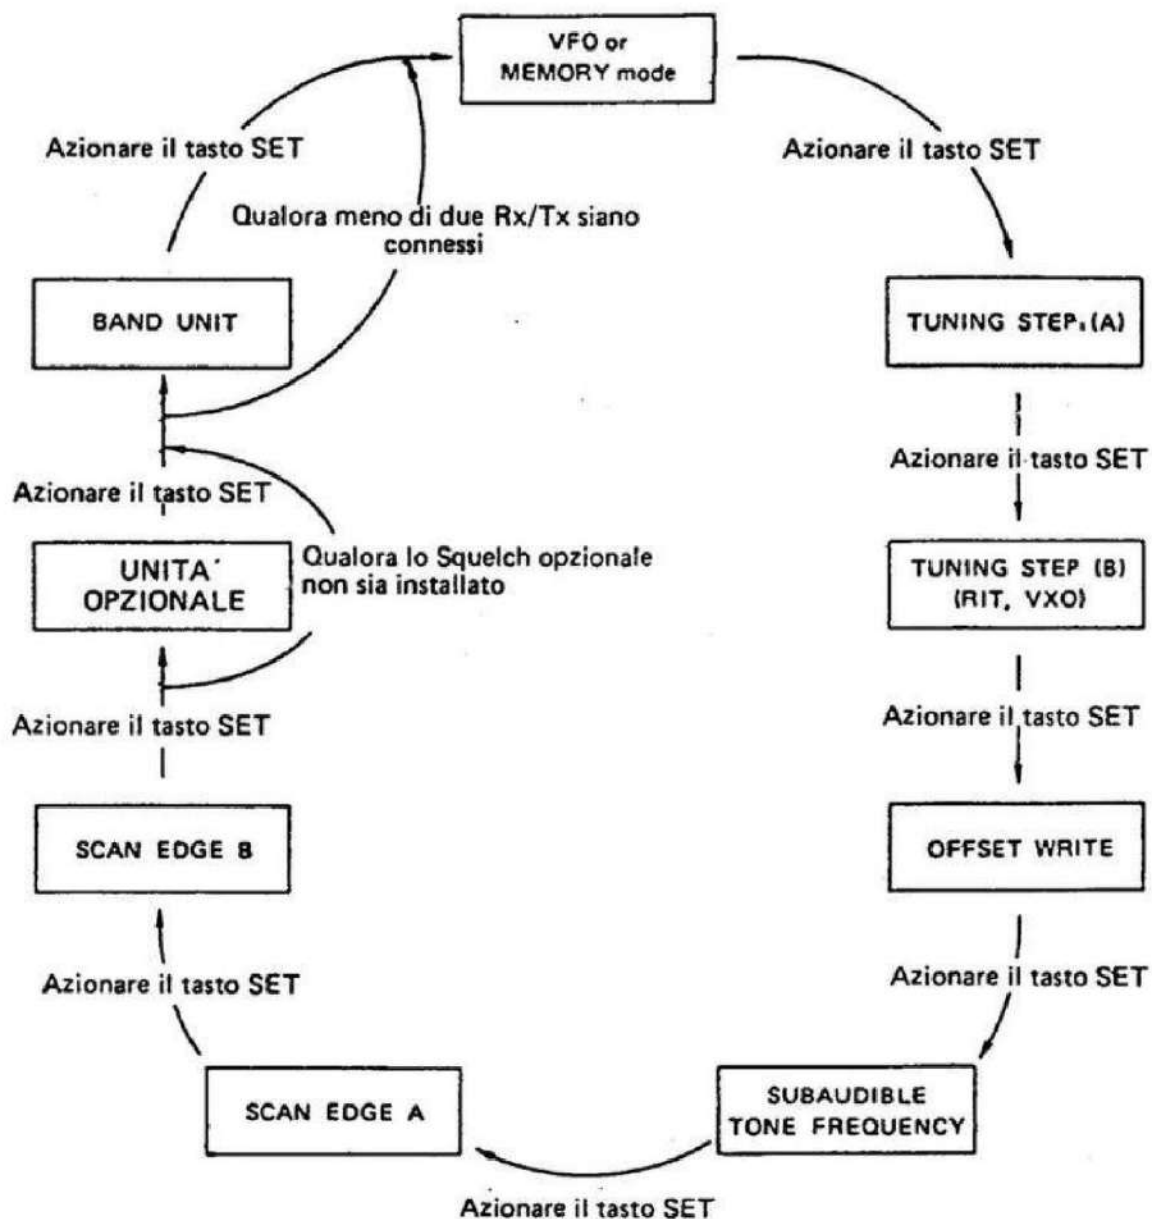 VFO or
MEMORY mode
Azionare il tasto SET
Azionare il tasto SET
Qualora meno di due Rx/Tx siano
connessi
BAND UNIT
TUNING STEP.(A)
Azionare il tasto SET
Azionare il tasto SET
UNITA'
OPZIONALE
Qualora lo Squelch opzionale
non sia installato
TUNING STEP (B)
(RIT, VXO)
Azionare il tasto SET
Azionare il tasto SET
SCAN EDGE B
OFFSET WRITE
Azionare il tasto SET
Azionare il tasto SET
SCAN EDGE A
SUBAUDIBLE
TONE FREQUENCY
Azionare il tasto SET